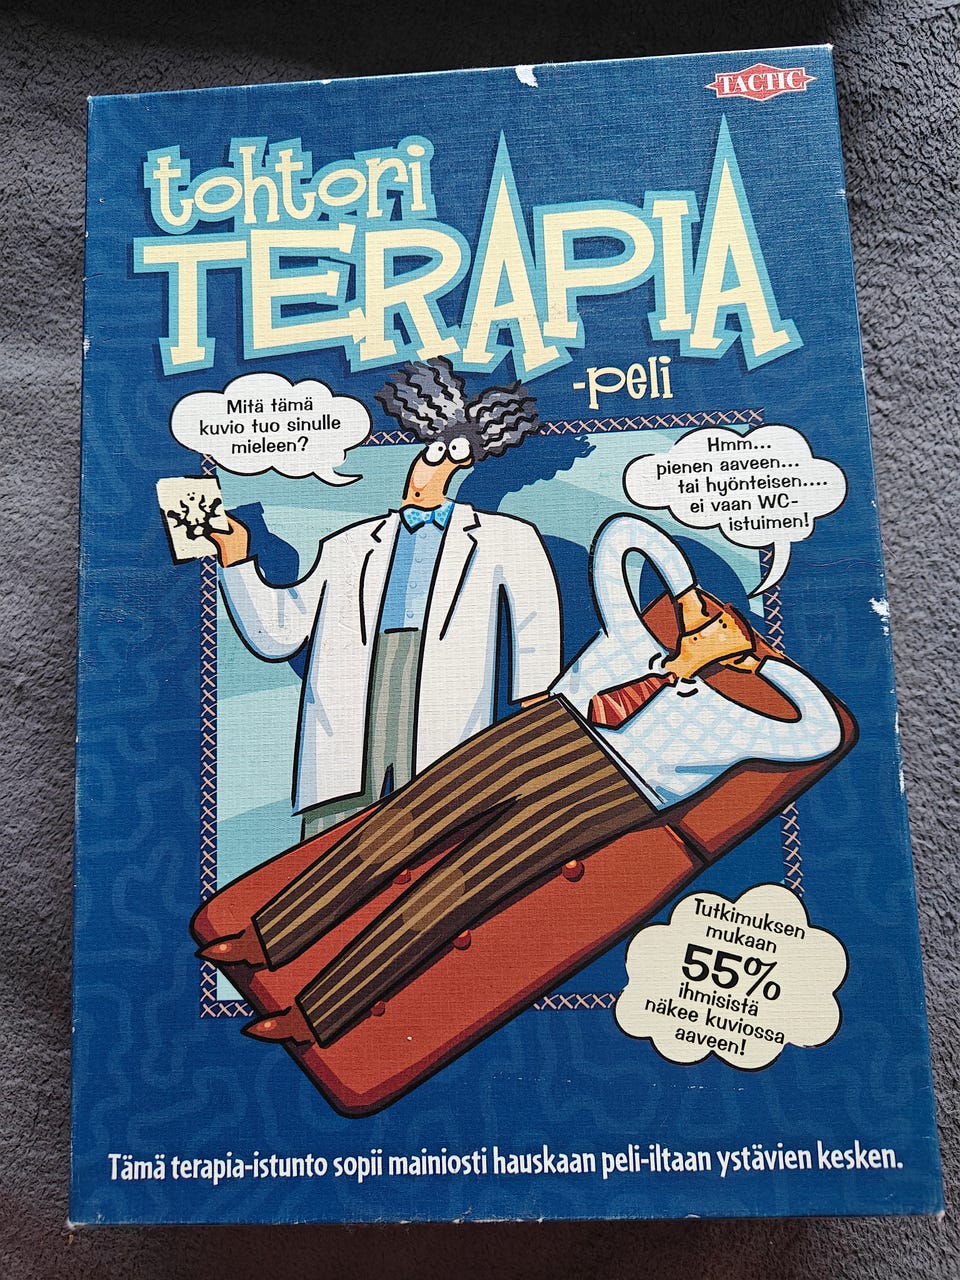 TACTIC
tohtori
TERAPIA
-peli
Mitä tämä
kuvio tuo sinulle
mieleen?
Hmm...
pienen aaveen...
tai hyönteisen....
ei vaan WC-
istuimen!
Tutkimuksen
mukaan
55%
ihmisistä
näkee kuviossa
aaveen!
Tämä terapia-istunto sopii mainiosti hauskaan peli-iltaan ystävien kesken.